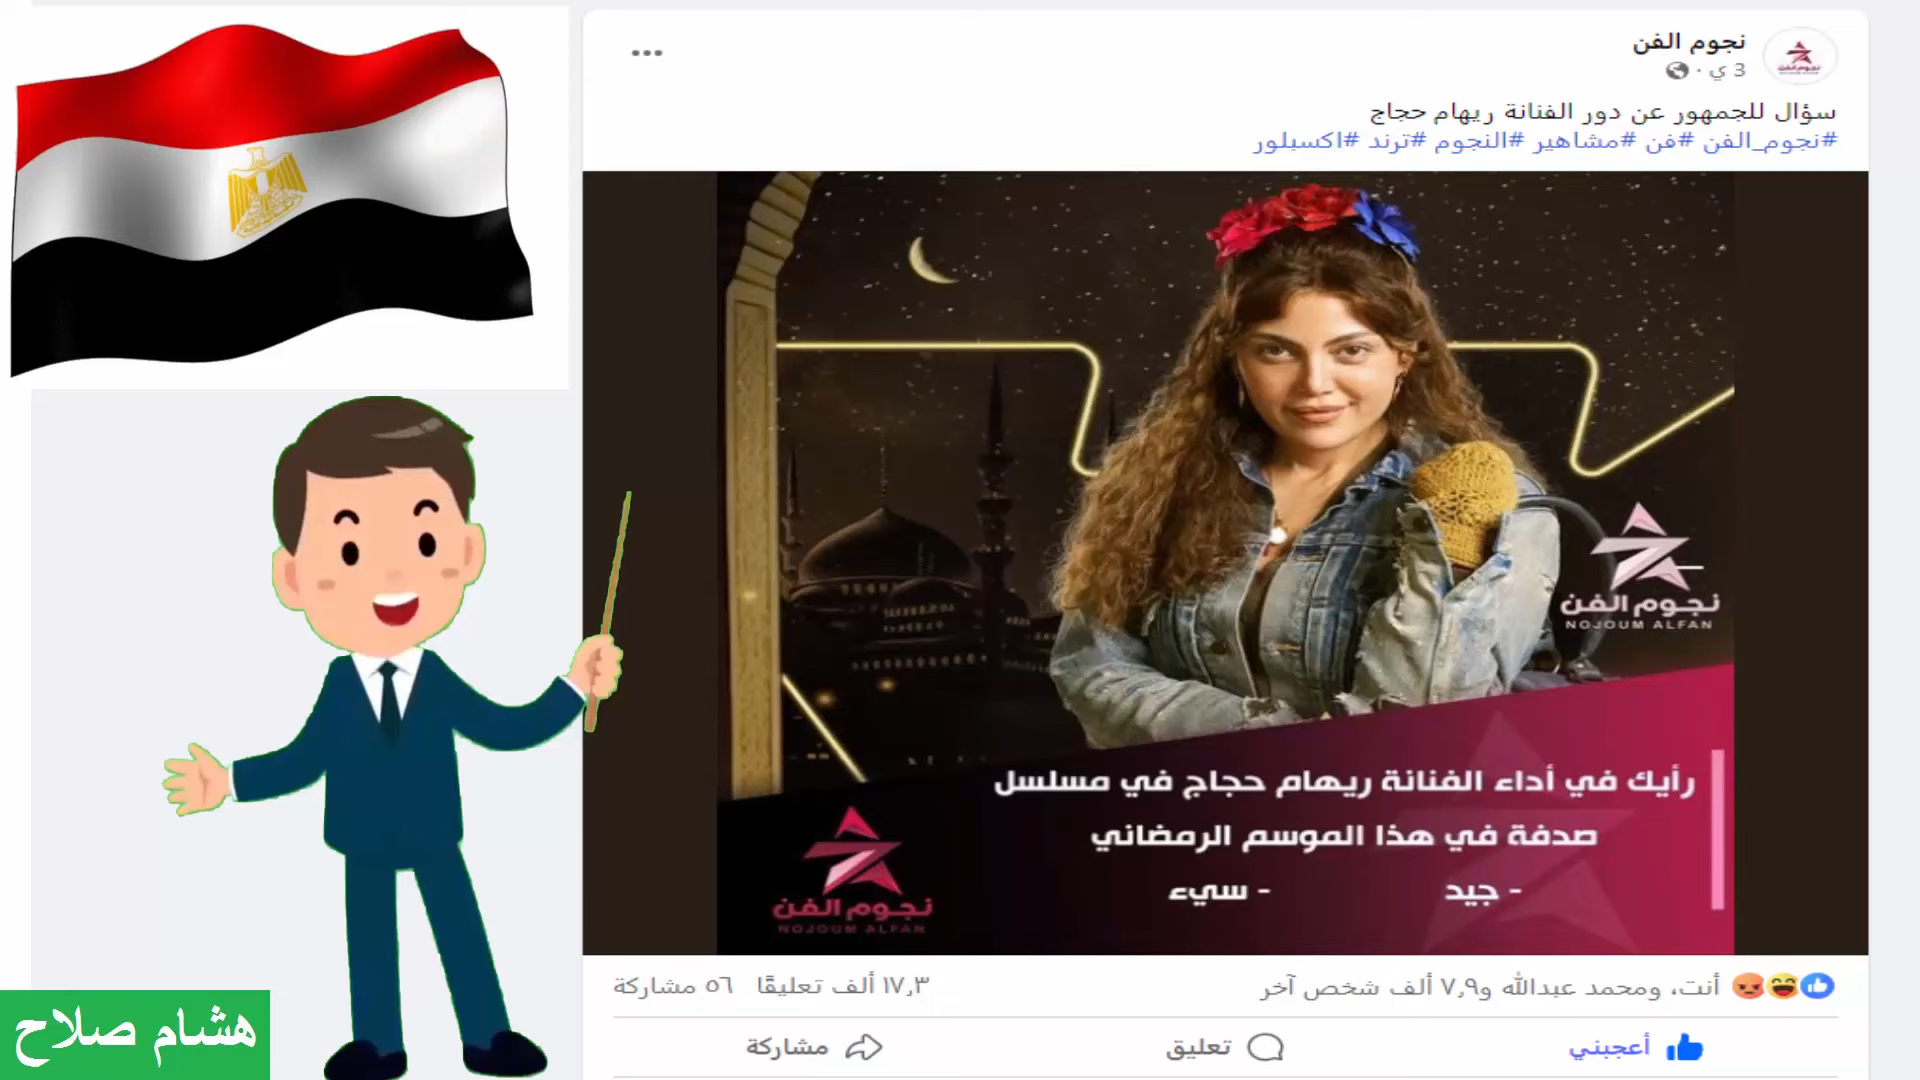 نجوم الفن
3 ي ·
سؤال للجمهور عن دور الفنانة ريهام حجاج
#نجوم_الفن #فن #مشاهير #النجوم #ترند #اكسبلور
نجوم الفن
NOJOUM ALFAN
رأيك في أداء الفنانة ريهام حجاج في مسلسل
صدفة في هذا الموسم الرمضاني
- جيد - سيء
نجوم الفن
NOJOUM ALFAN
أنت، ومحمد عبدالله و٧٫٩ ألف شخص آخر
١٧٫٣ ألف تعليقًا ٥٦ مشاركة
أعجبني تعليق مشاركة
هشام صلاح